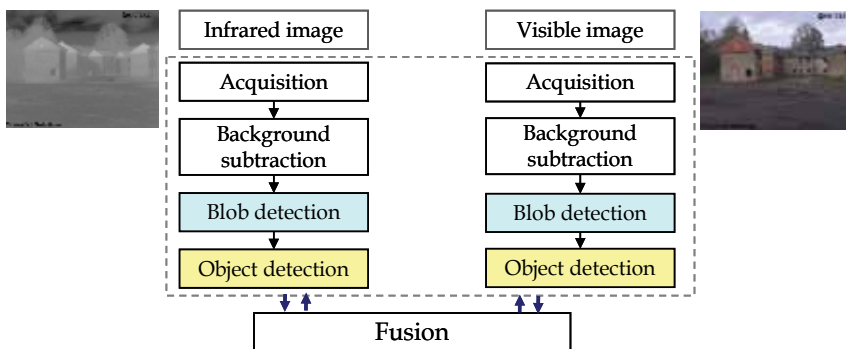 Infrared image
Visible image
Acquisition
Background
subtraction
Blob detection
Object detection
Acquisition
Background
subtraction
Blob detection
Object detection
Fusion